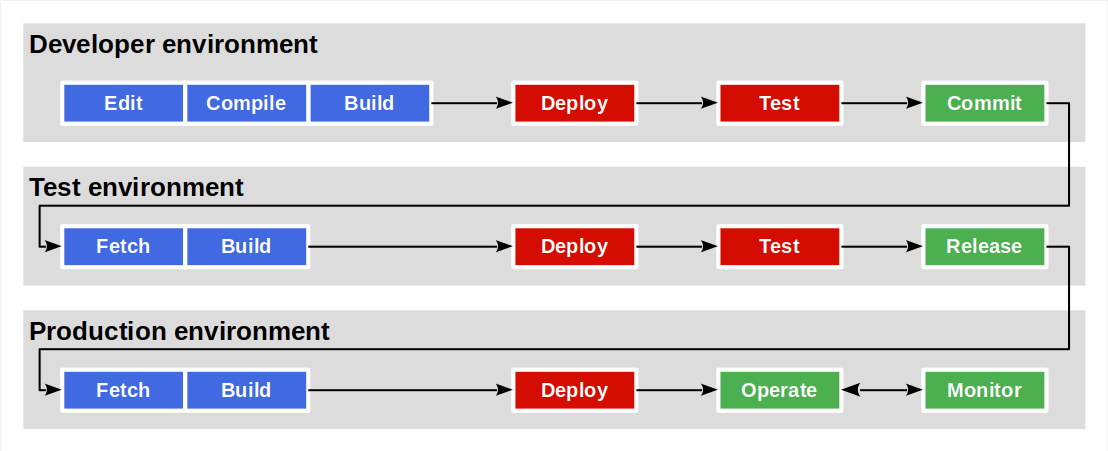 Developer environment
Edit Compile Build Deploy Test Commit
Test environment
Fetch Build Deploy Test Release
Production environment
Fetch Build Deploy Operate Monitor